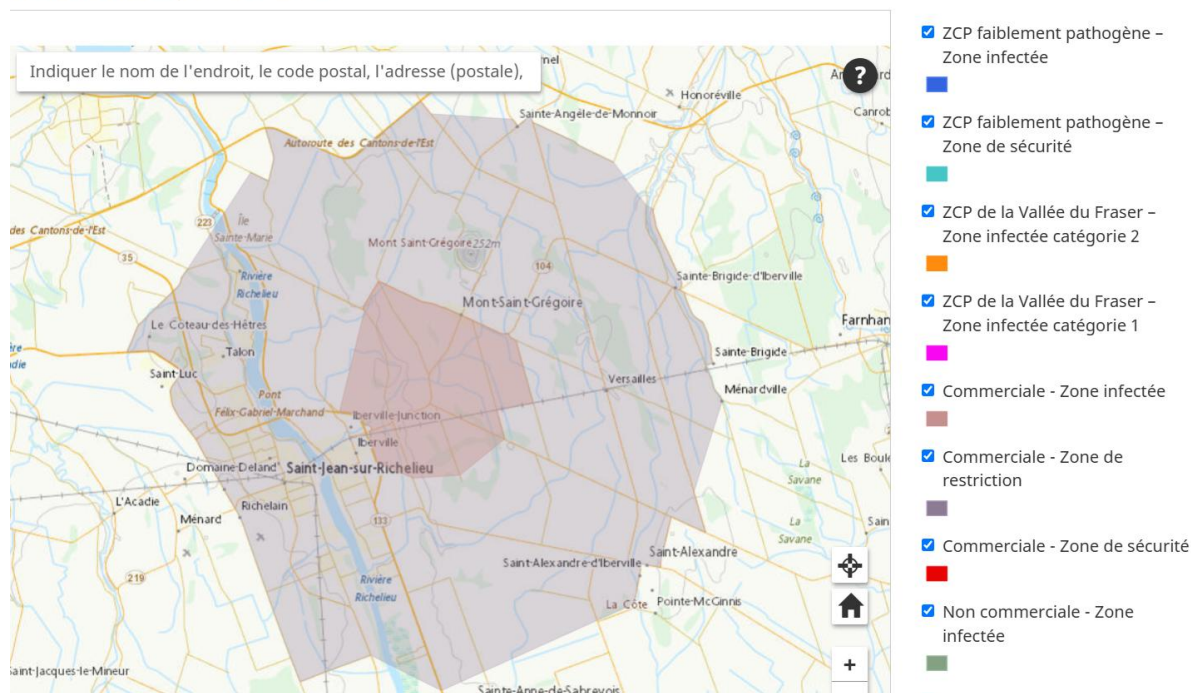 Indiquer le nom de l'endroit, le code postal, l'adresse (postale),
?
Honoréville
Canrob
Sainte-Angèle-de-Monnoir
Autoroute des Cantons-de-l'Est
223
Île
Sainte-Marie
des Cantons-de-l'Est
35
Mont Saint-Grégoire 252m
104
Rivière
Richelieu
Sainte-Brigide-d'Iberville
Mont-Saint-Grégoire
Le Coteau-des-Hêtres
Farnhan
Talon
Sainte-Brigide
Saint-Luc
Versailles
Ménardville
Pont
Félix-Gabriel-Marchand
Iberville-Junction
Iberville
Domaine-Deland
Saint-Jean-sur-Richelieu
Les Boule
La
Savane
L'Acadie
Richelain
Ménard
133
La
Savane
Sain
Saint-Alexandre
Saint-Alexandre-d'Iberville
219
Rivière
Richelieu
La Côte
Pointe-McGinnis
Saint-Jacques-le-Mineur
Sainte-Anne-de-Sabrevois
+
ZCP faiblement pathogène –
Zone infectée
ZCP faiblement pathogène –
Zone de sécurité
ZCP de la Vallée du Fraser –
Zone infectée catégorie 2
ZCP de la Vallée du Fraser –
Zone infectée catégorie 1
Commerciale - Zone infectée
Commerciale - Zone de
restriction
Commerciale - Zone de sécurité
Non commerciale - Zone
infectée